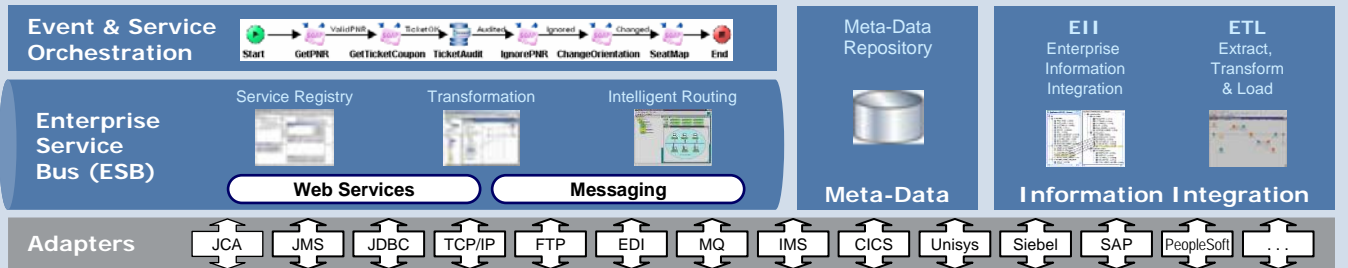 Event & Service
Orchestration
ValidPNR
TicketOK
Audited
Ignored
Changed
Start
GetPNR
GetTicketCoupon
TicketAudit
IgnorePNR
ChangeOrientation
SeatMap
End
Enterprise
Service
Bus (ESB)
Service Registry
Transformation
Intelligent Routing
Web Services
Messaging
Meta-Data
Repository
Meta-Data
EII
Enterprise
Information
Integration
ETL
Extract,
Transform
& Load
Information Integration
Adapters
JCA
JMS
JDBC
TCP/IP
FTP
EDI
MQ
IMS
CICS
Unisys
Siebel
SAP
PeopleSoft
. . .